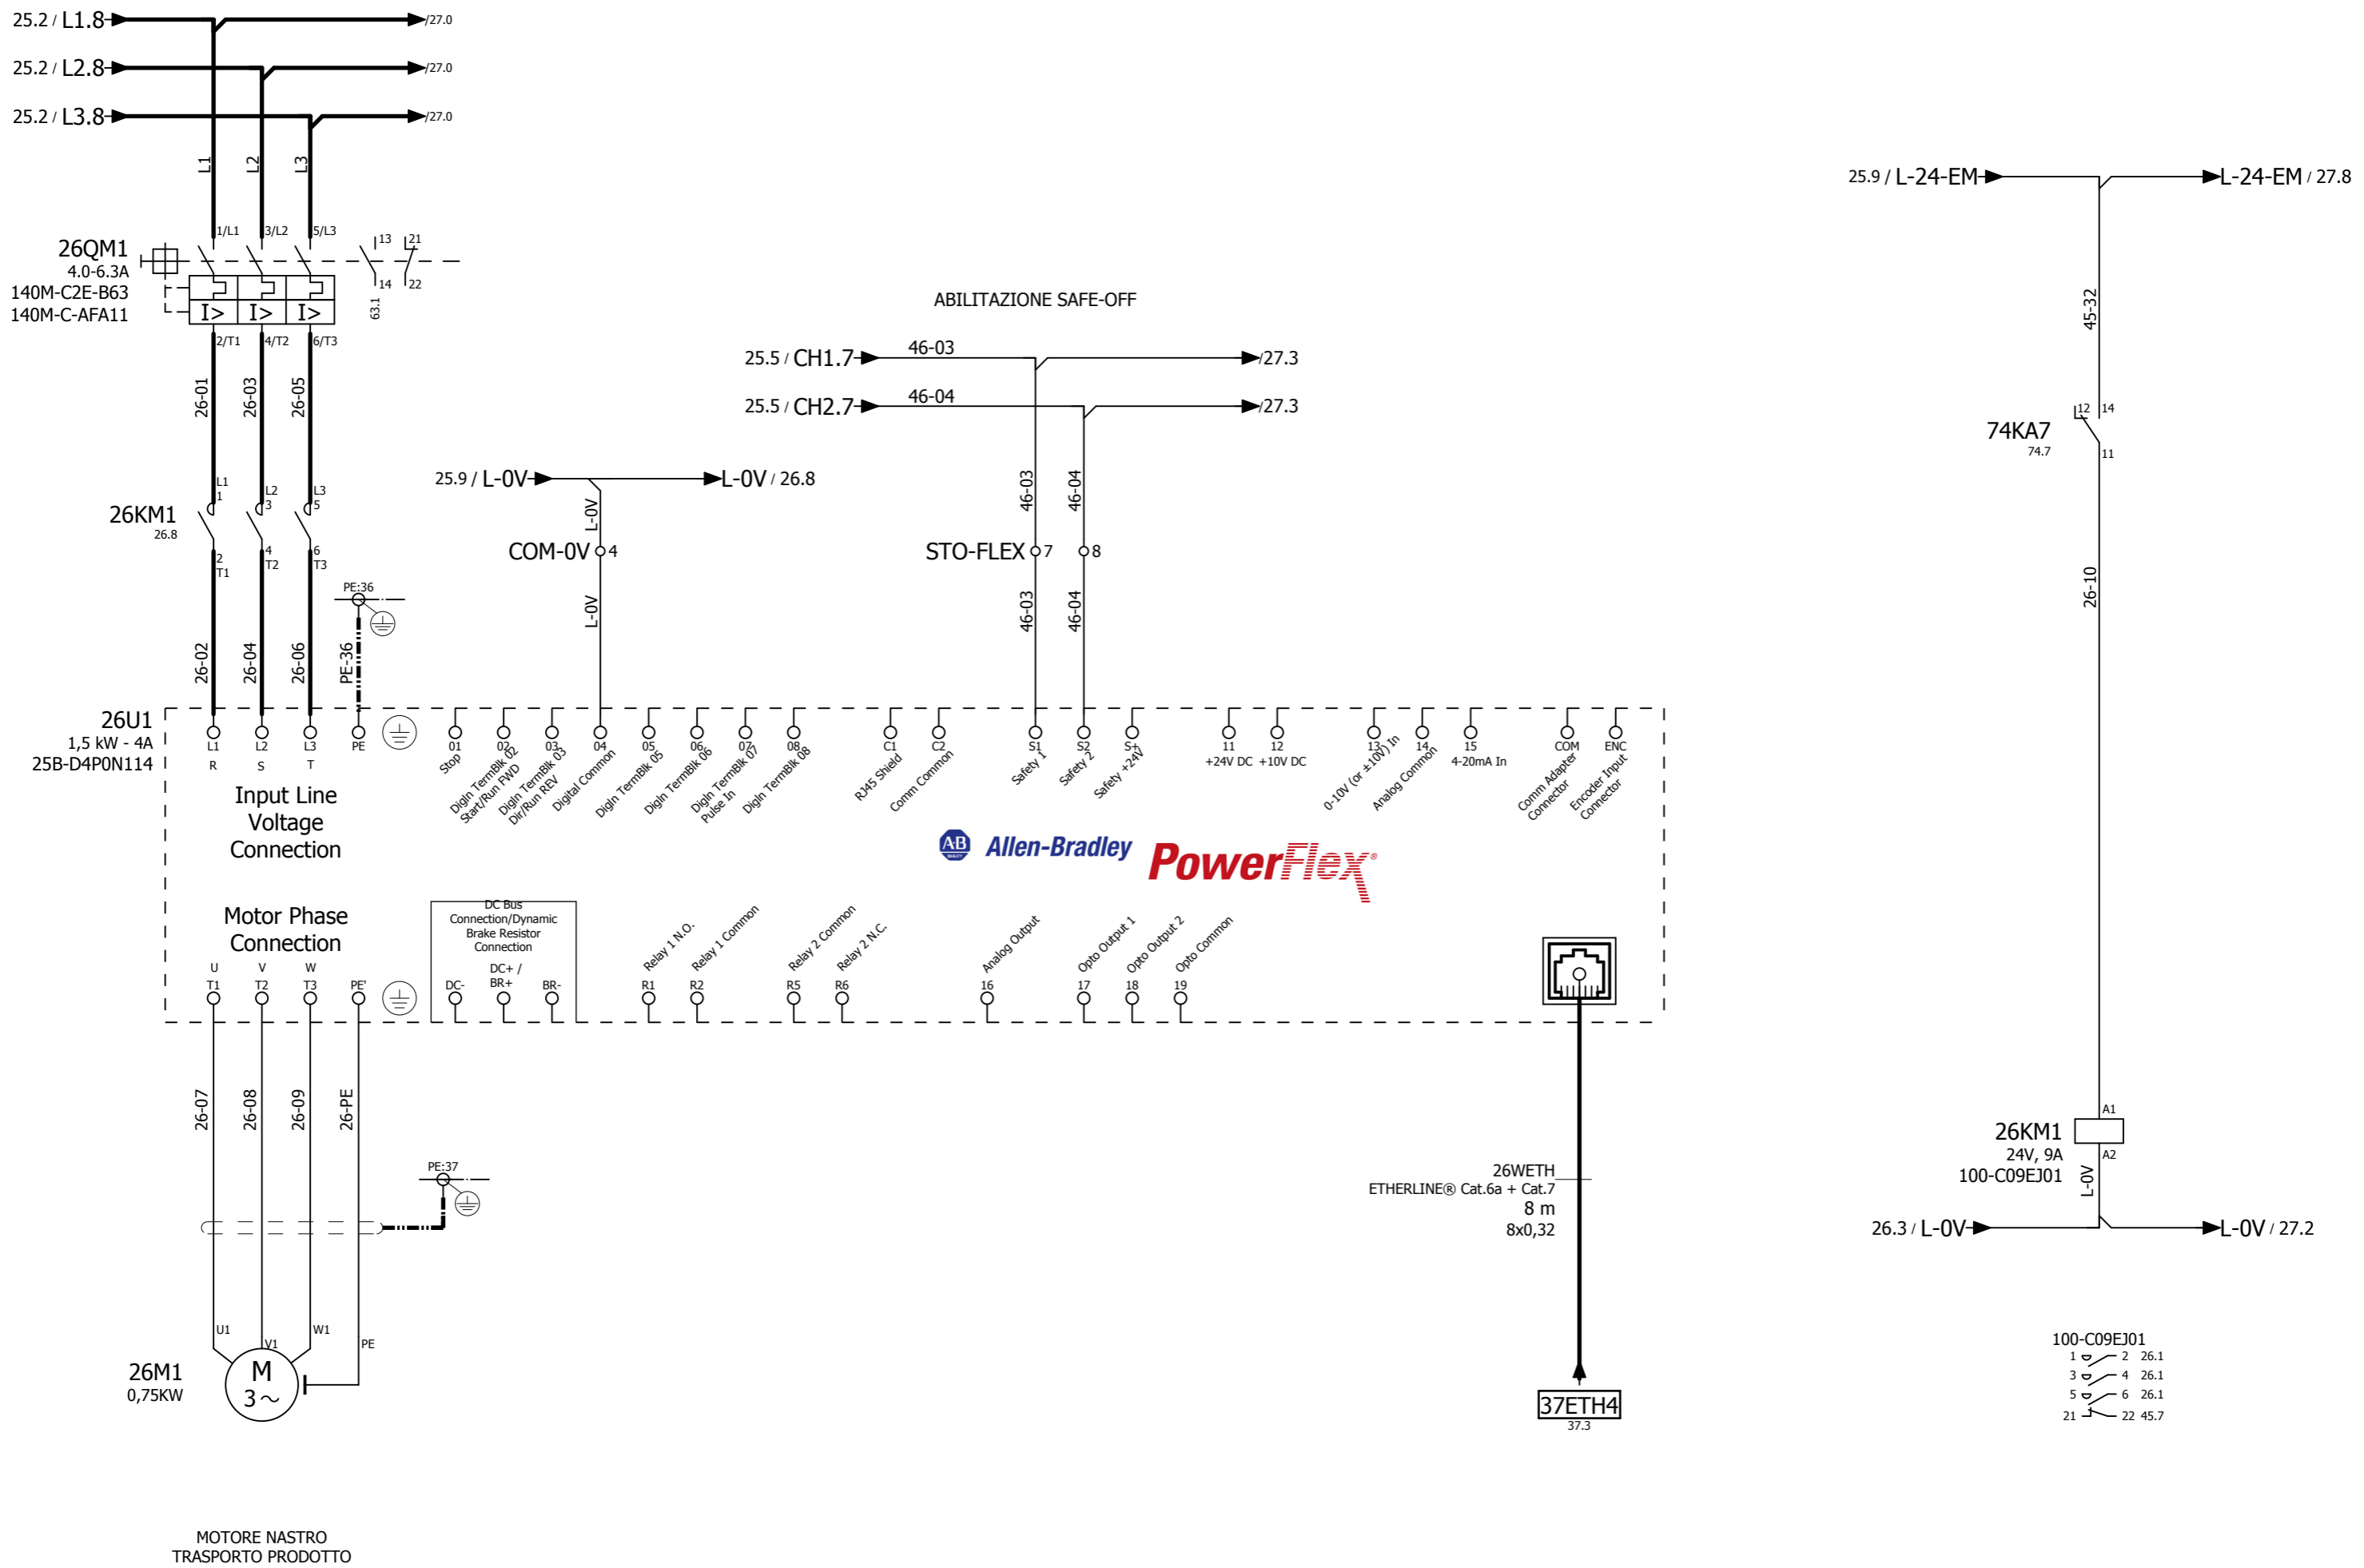 25.2 / L1.8
/27.0
25.2 / L2.8
/27.0
25.2 / L3.8
/27.0
L1
L2
L3
25.9 / L-24-EM
L-24-EM / 27.8
26QM1
4.0-6.3A
140M-C2E-B63
140M-C-AFA11
1/L1
3/L2
5/L3
13
21
14
22
63.1
I>
I>
I>
2/T1
4/T2
6/T3
ABILITAZIONE SAFE-OFF
25.5 / CH1.7
46-03
/27.3
25.5 / CH2.7
46-04
/27.3
45-32
26-01
26-03
26-05
74KA7
74.7
12
14
11
25.9 / L-0V
L-0V / 26.8
L-0V
46-03
46-04
26KM1
26.8
L1
1
L2
3
L3
5
2
T1
4
T2
6
T3
COM-0V
4
STO-FLEX
7
8
PE:36
L-0V
46-03
46-04
26-10
26-02
26-04
26-06
PE-36
26U1
1,5 kW - 4A
25B-D4P0N114
L1
R
L2
S
L3
T
PE
01
Stop
02
DigIn TermBlk 02
Start/Run FWD
03
DigIn TermBlk 03
Dir/Run REV
04
Digital Common
05
DigIn TermBlk 05
06
DigIn TermBlk 06
07
DigIn TermBlk 07
Pulse In
08
DigIn TermBlk 08
C1
RJ45 Shield
C2
Comm Common
S1
Safety 1
S2
Safety 2
S+
Safety +24V
11
+24V DC
12
+10V DC
13
0-10V (or ±10V) In
14
Analog Common
15
4-20mA In
COM
Comm Adapter
Connector
ENC
Encoder Input
Connector
Input Line
Voltage
Connection
AB
Allen-Bradley
PowerFlex®
Motor Phase
Connection
DC Bus
Connection/Dynamic
Brake Resistor
Connection
U
T1
V
T2
W
T3
PE'
DC-
DC+ /
BR+
BR-
Relay 1 N.O.
R1
Relay 1 Common
R2
Relay 2 Common
R5
Relay 2 N.C.
R6
Analog Output
16
Opto Output 1
17
Opto Output 2
18
Opto Common
19
26-07
26-08
26-09
26-PE
PE:37
26WETH
ETHERLINE® Cat.6a + Cat.7
8 m
8x0,32
26KM1
24V, 9A
100-C09EJ01
A1
A2
L-0V
26.3 / L-0V
L-0V / 27.2
U1
V1
W1
PE
26M1
0,75KW
M
3~
37ETH4
37.3
100-C09EJ01
1 2 26.1
3 4 26.1
5 6 26.1
21 22 45.7
MOTORE NASTRO
TRASPORTO PRODOTTO